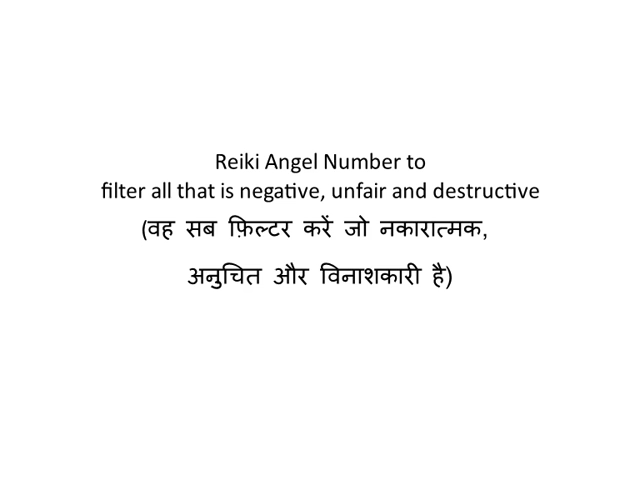 Reiki Angel Number to
filter all that is negative, unfair and destructive
(वह सब फ़िल्टर करें जो नकारात्मक,
अनुचित और विनाशकारी है)